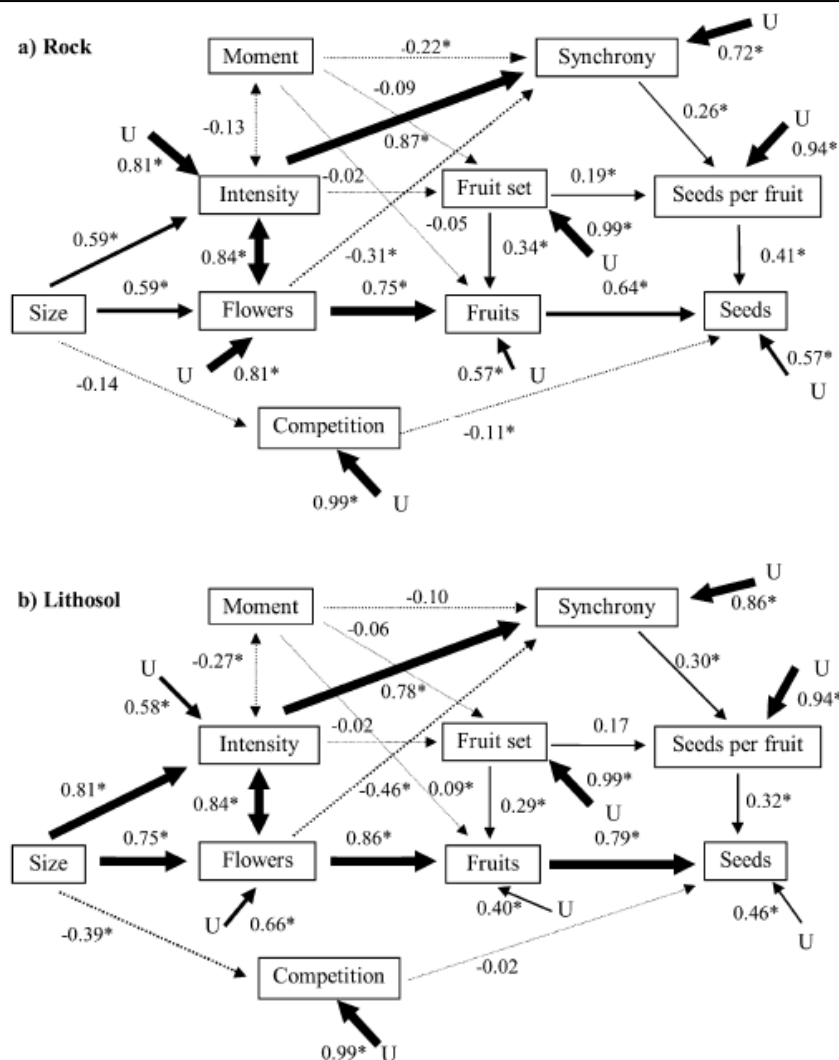 a) Rock
Moment
-0.22*
Synchrony
U
0.72*
-0.09
-0.13
0.87*
0.26*
U
0.81*
U
0.94*
Intensity
-0.02
Fruit set
0.19*
Seeds per fruit
0.59*
0.84*
-0.31*
-0.05
0.34*
0.99*
U
0.41*
Size
0.59*
Flowers
0.75*
Fruits
0.64*
Seeds
U
0.81*
0.57*
U
0.57*
U
-0.14
Competition
-0.11*
0.99*
U
b) Lithosol
Moment
-0.10
Synchrony
U
0.86*
-0.06
-0.27*
0.78*
0.30*
U
0.58*
U
0.94*
Intensity
-0.02
Fruit set
0.17
Seeds per fruit
0.81*
0.84*
-0.46*
0.09*
0.29*
0.99*
U
0.32*
Size
0.75*
Flowers
0.86*
Fruits
0.79*
Seeds
U
0.66*
0.40*
U
0.46*
U
-0.39*
Competition
-0.02
0.99*
U